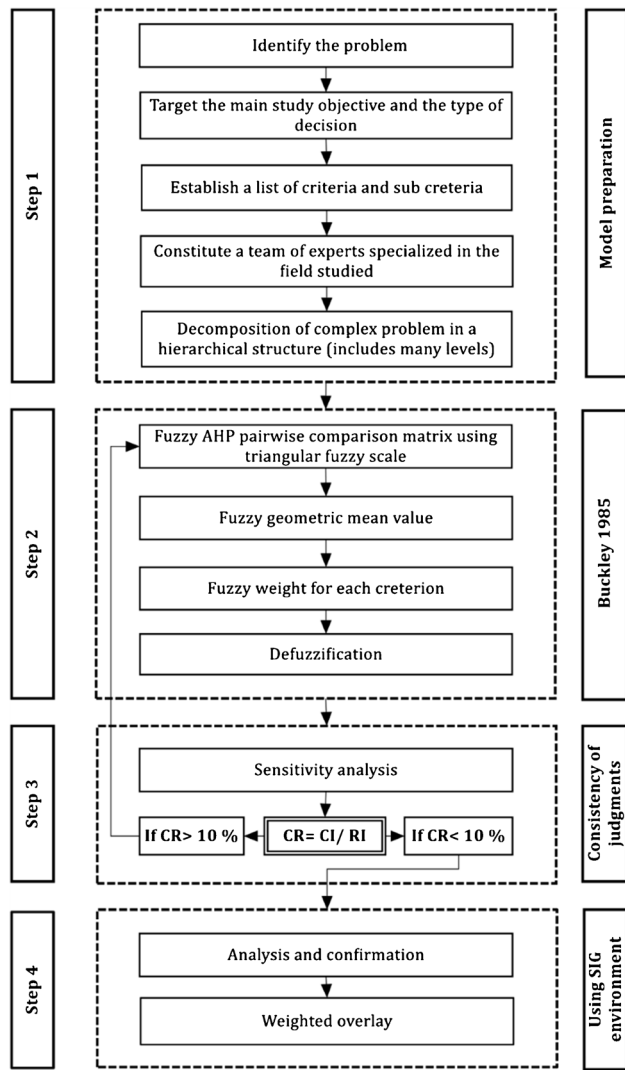 Step 1
Identify the problem
Target the main study objective and the type of
decision
Establish a list of criteria and sub creteria
Constitute a team of experts specialized in the
field studied
Decomposition of complex problem in a
hierarchical structure (includes many levels)
Model preparation
Step 2
Fuzzy AHP pairwise comparison matrix using
triangular fuzzy scale
Fuzzy geometric mean value
Fuzzy weight for each creterion
Defuzzification
Buckley 1985
Step 3
Sensitivity analysis
If CR> 10 %
CR= CI/ RI
If CR< 10 %
Consistency of
judgments
Step 4
Analysis and confirmation
Weighted overlay
Using SIG
environment